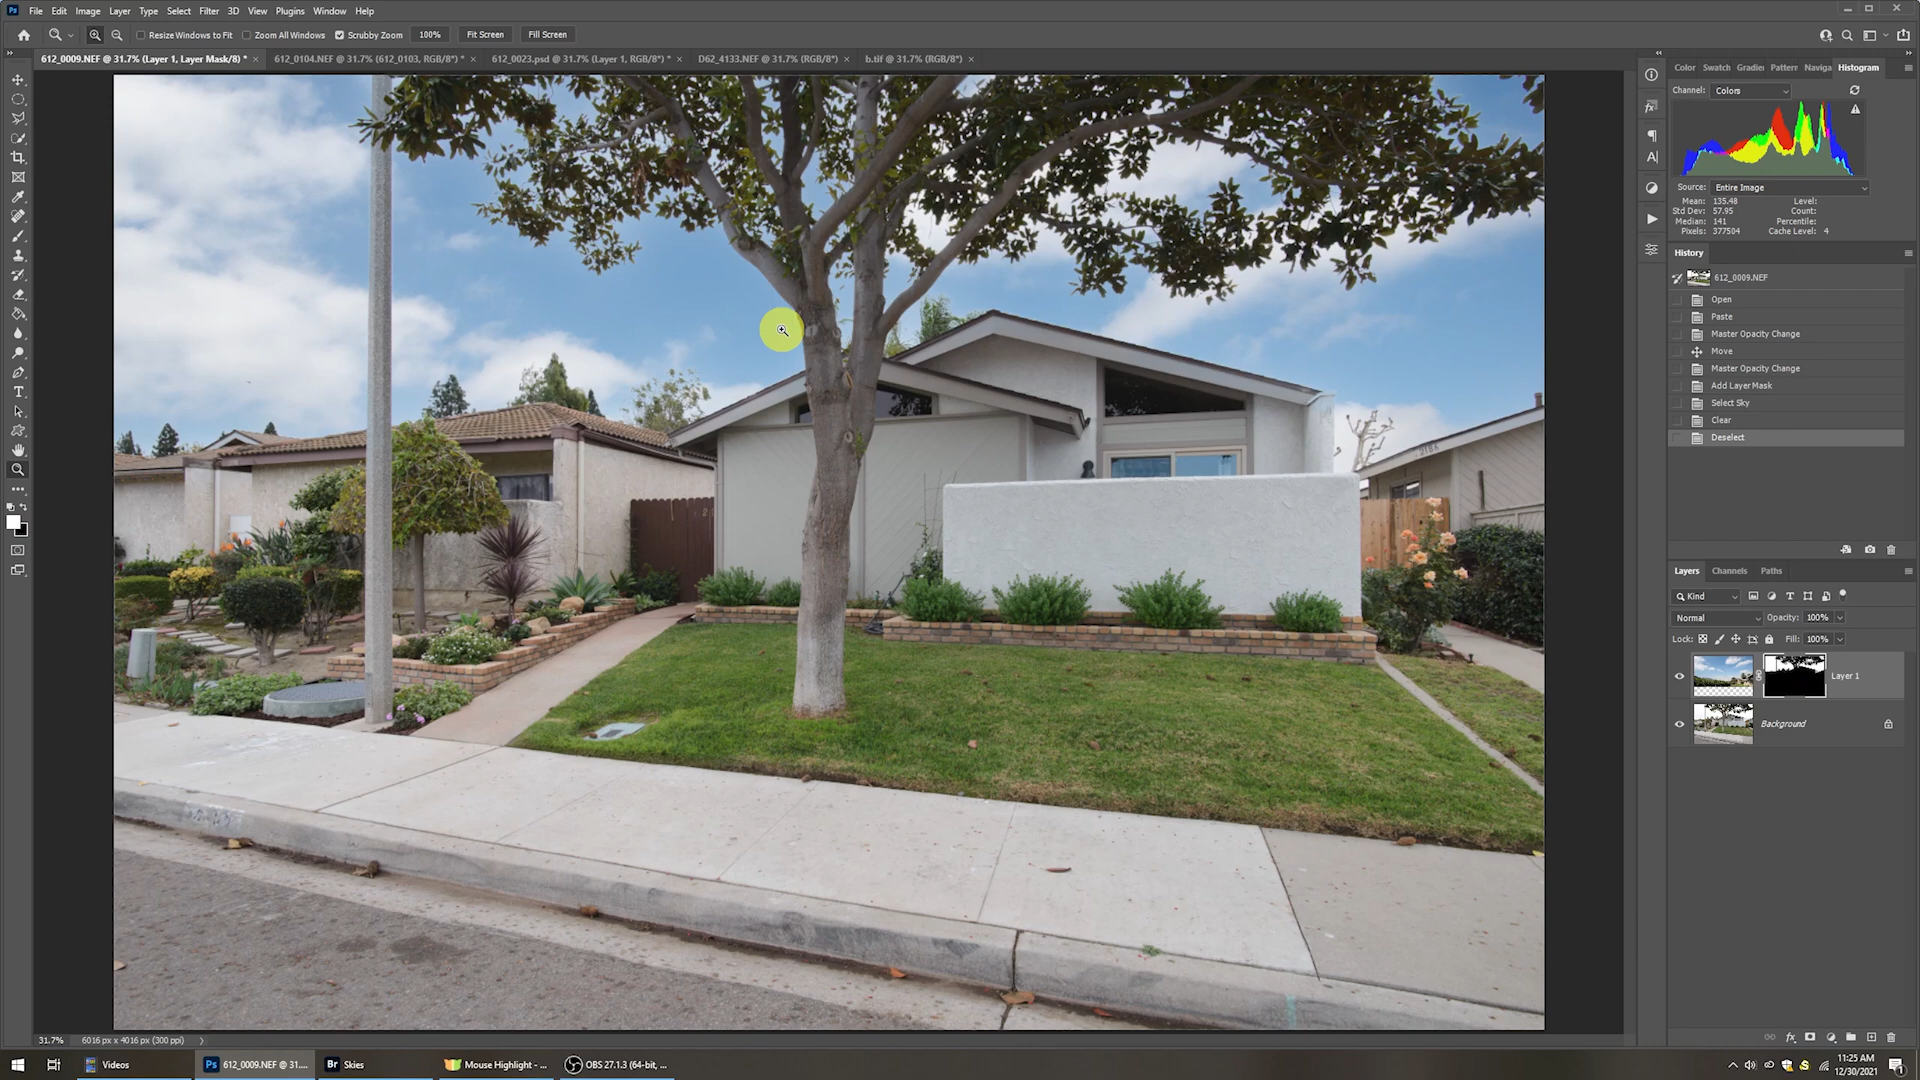 File Edit Image Layer Type Select Filter 3D View Plugins Window Help
Resize Windows to Fit Zoom All Windows Scrubby Zoom 100% Fit Screen Fill Screen
612_0009.NEF @ 31.7% (Layer 1, Layer Mask/8) * × 612_0104.NEF @ 31.7% (612_0103, RGB/8*) * × 612_0023.psd @ 31.7% (Layer 1, RGB/8*) * × D62_4133.NEF @ 31.7% (RGB/8*) × b.tif @ 31.7% (RGB/8*) ×
Color Swatch Gradie Pattern Naviga Histogram
Channel: Colors
Source: Entire Image
Mean: 135.48 Level:
Std Dev: 57.95 Count:
Median: 141 Percentile:
Pixels: 377504 Cache Level: 4
History
612_0009.NEF
Open
Paste
Master Opacity Change
Move
Master Opacity Change
Add Layer Mask
Select Sky
Clear
Deselect
Layers Channels Paths
Kind
Normal Opacity: 100%
Lock: Fill: 100%
Layer 1
Background
31.7% 6016 px x 4016 px (300 ppi)
Videos
Ps 612_0009.NEF @ 31....
Br Skies
Mouse Highlight - ...
OBS 27.1.3 (64-bit, ...
11:25 AM
12/30/2021